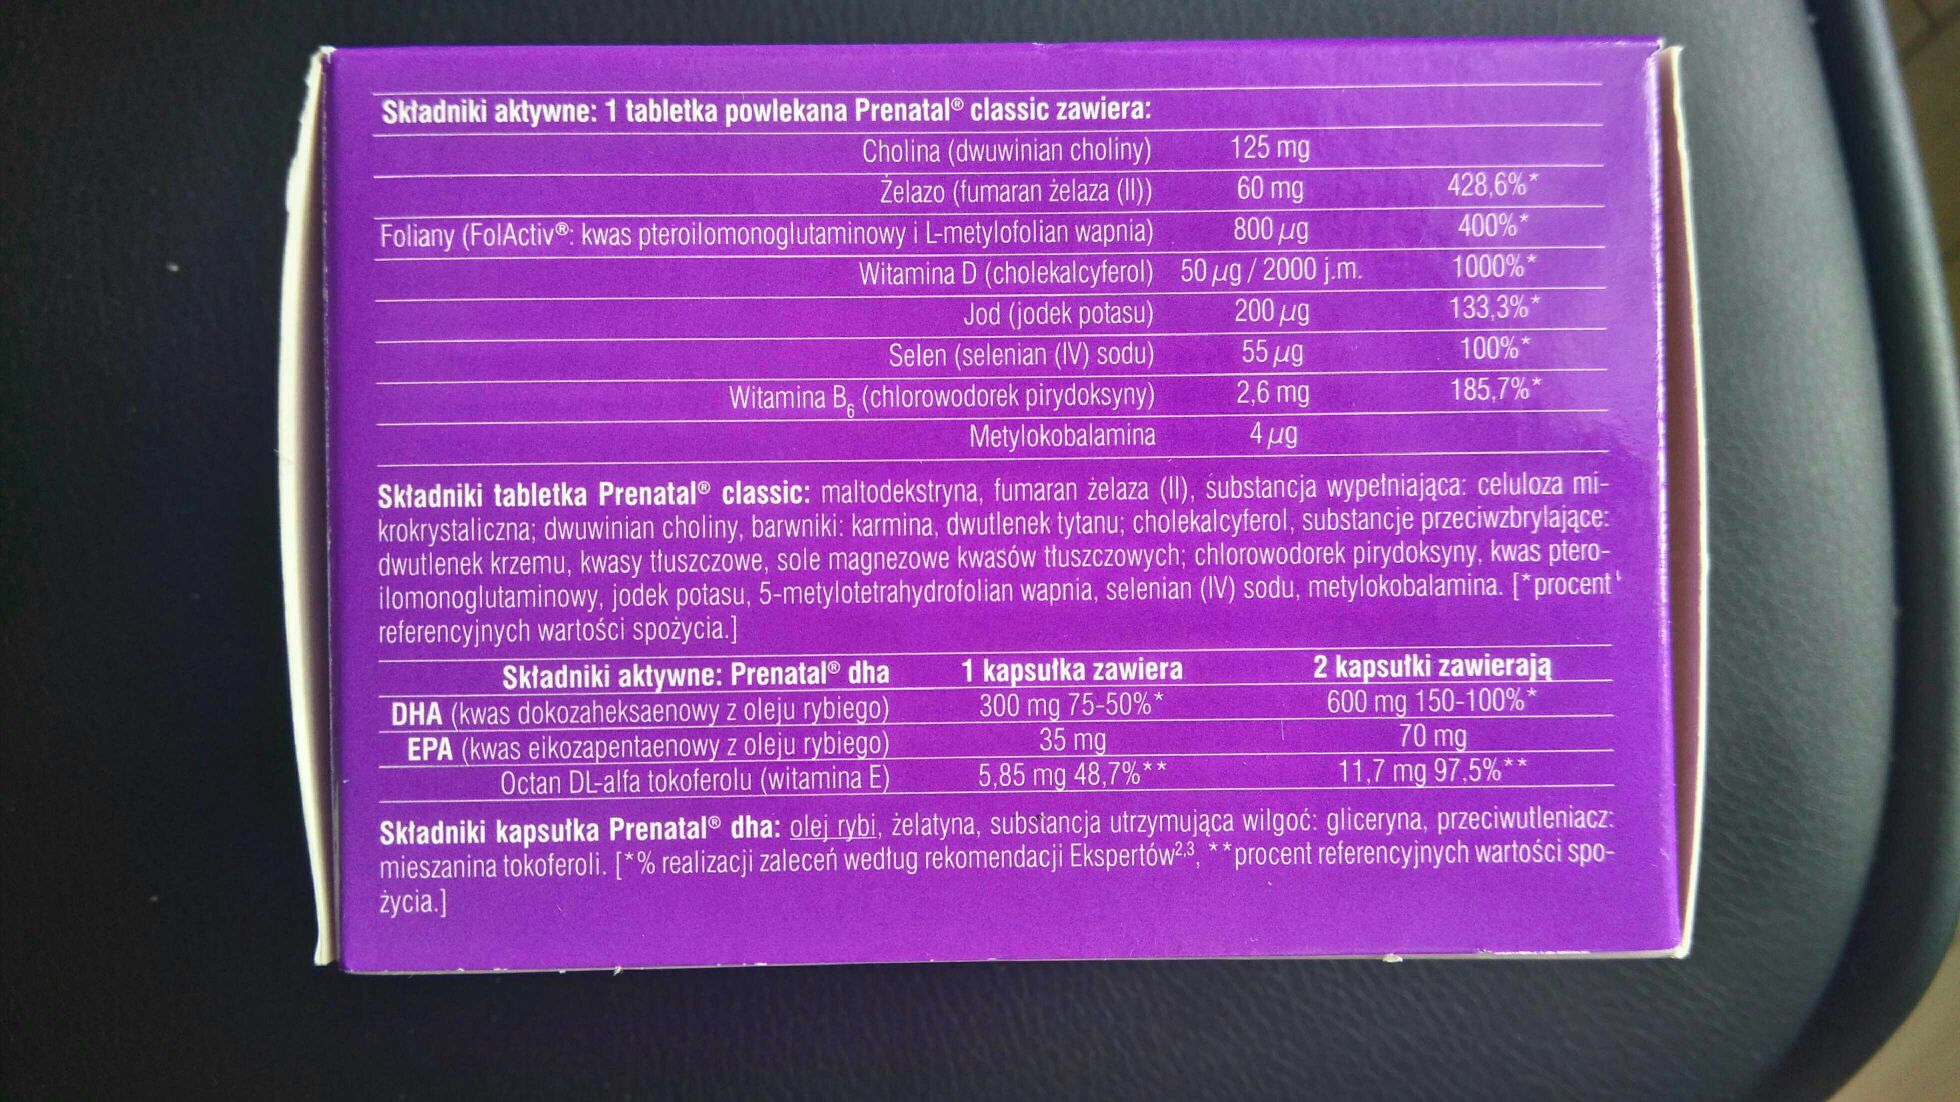 Składniki aktywne: 1 tabletka powlekana Prenatal® classic zawiera:
Cholina (dwuwinian choliny) 125 mg
Żelazo (fumaran żelaza (II)) 60 mg 428,6%*
Foliany (FolActiv®: kwas pteroilomonoglutaminowy i L-metylofolian wapnia) 800 µg 400%*
Witamina D (cholekalcyferol) 50 µg / 2000 j.m. 1000%*
Jod (jodek potasu) 200 µg 133,3%*
Selen (selenian (IV) sodu) 55 µg 100%*
Witamina B₆ (chlorowodorek pirydoksyny) 2,6 mg 185,7%*
Metylokobalamina 4 µg
Składniki tabletka Prenatal® classic: maltodekstryna, fumaran żelaza (II), substancja wypełniająca: celuloza mi-
krokrystaliczna; dwuwinian choliny, barwniki: karmina, dwutlenek tytanu; cholekalcyferol, substancje przeciwzbrylające:
dwutlenek krzemu, kwasy tłuszczowe, sole magnezowe kwasów tłuszczowych; chlorowodorek pirydoksyny, kwas ptero-
ilomonoglutaminowy, jodek potasu, 5-metylotetrahydrofolian wapnia, selenian (IV) sodu, metylokobalamina. [*procent
referencyjnych wartości spożycia.]
Składniki aktywne: Prenatal® dha 1 kapsułka zawiera 2 kapsułki zawierają
DHA (kwas dokozaheksaenowy z oleju rybiego) 300 mg 75-50%* 600 mg 150-100%*
EPA (kwas eikozapentaenowy z oleju rybiego) 35 mg 70 mg
Octan DL-alfa tokoferolu (witamina E) 5,85 mg 48,7%** 11,7 mg 97,5%**
Składniki kapsułka Prenatal® dha: olej rybi, żelatyna, substancja utrzymująca wilgoć: gliceryna, przeciwutleniacz:
mieszanina tokoferoli. [*% realizacji zaleceń według rekomendacji Ekspertów²,³, **procent referencyjnych wartości spo-
życia.]